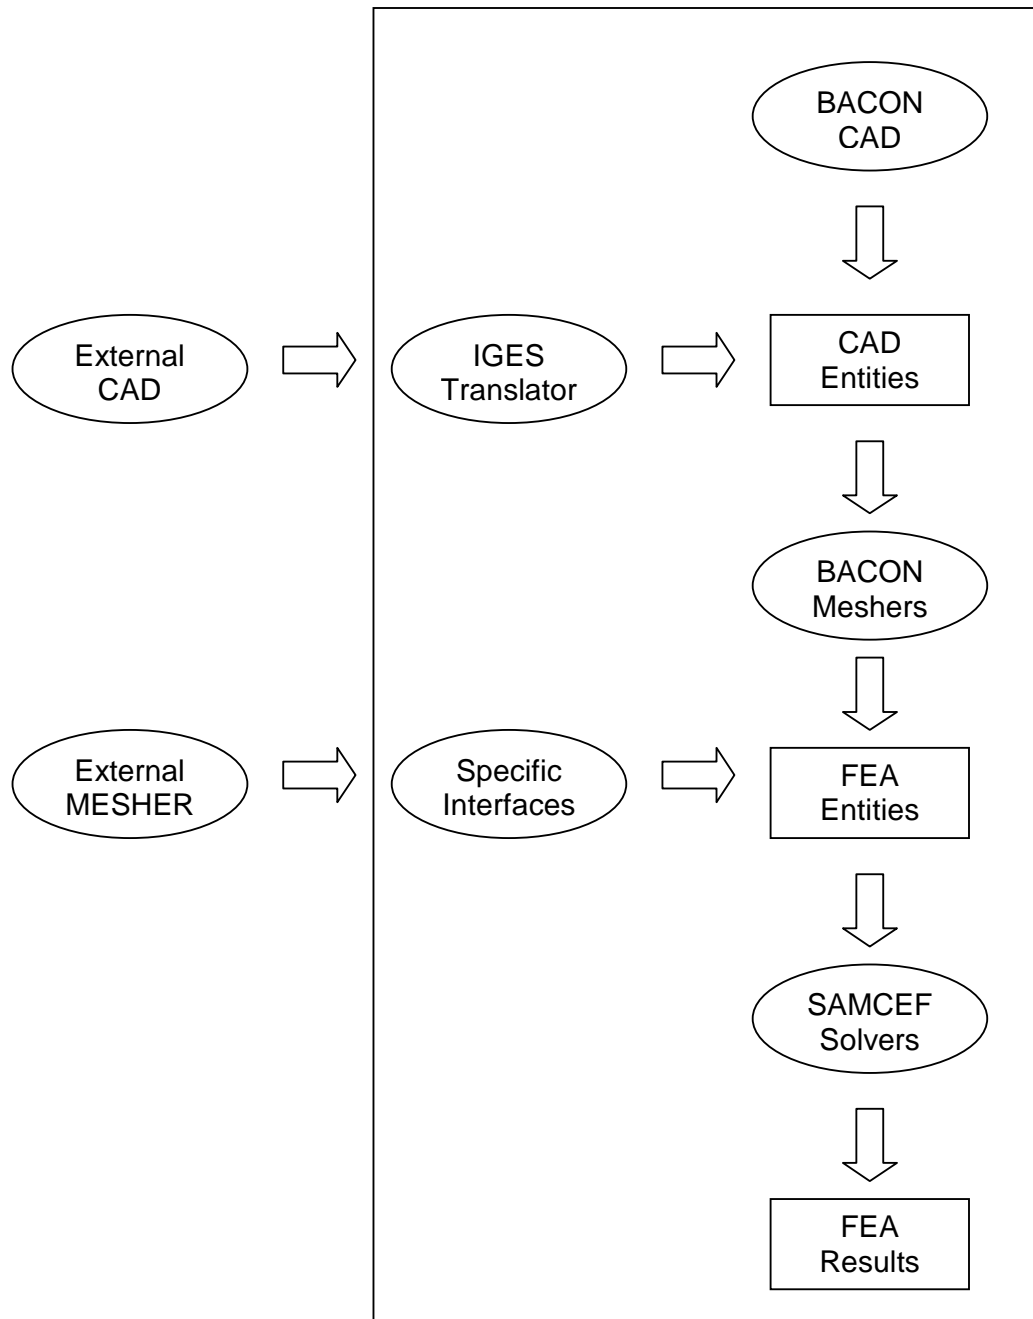 BACON
CAD
External
CAD
IGES
Translator
CAD
Entities
BACON
Meshers
External
MESHER
Specific
Interfaces
FEA
Entities
SAMCEF
Solvers
FEA
Results